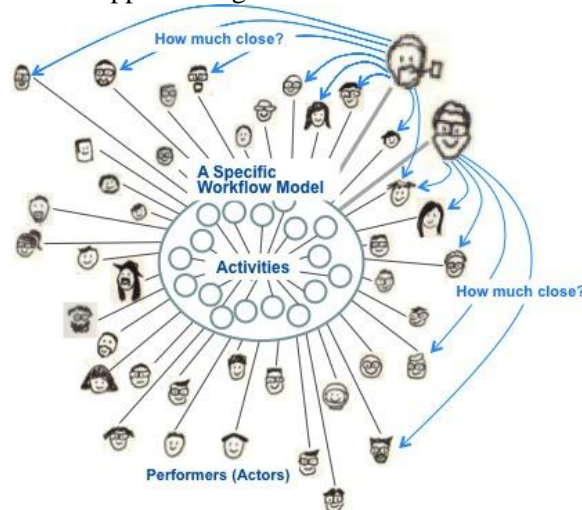 How much close?
A Specific
Workflow Model
Activities
How much close?
Performers (Actors)